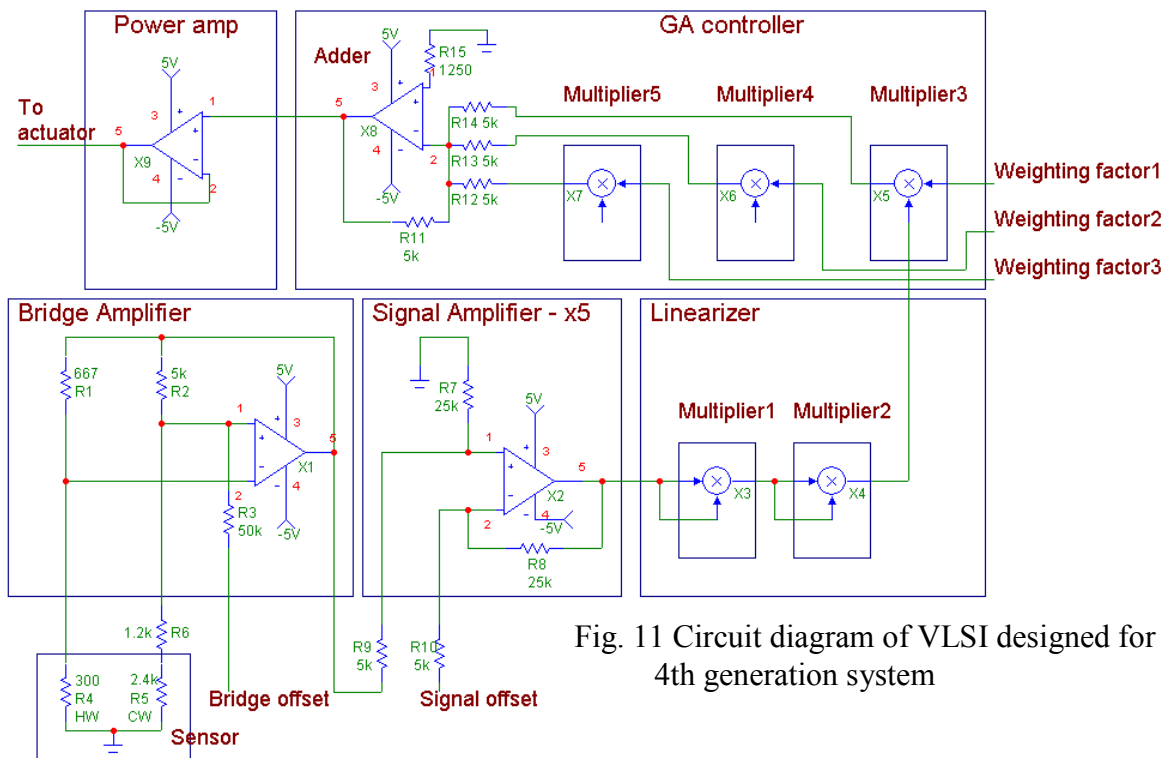 Power amp
GA controller
5V
3
+
1
+
-
To
actuator
5
X9
4
-
2
-5V
Adder
5V
R15
1250
3
+
1
+
5
X8
4
-
-
2
-5V
R14 5k
R13 5k
R12 5k
R11
5k
Multiplier5
X7
Multiplier4
X6
Multiplier3
X5
Weighting factor1
Weighting factor2
Weighting factor3
Bridge Amplifier
667
R1
5k
R2
5V
1
+
+
3
5
-
X1
2
-
4
-5V
R3
50k
1.2k
R6
300
R4
HW
2.4k
R5
CW
Sensor
Bridge offset
Signal Amplifier - x5
R7
25k
5V
1
+
+
3
5
X2
-
2
-
4
-5V
R8
25k
R9
5k
R10
5k
Signal offset
Linearizer
Multiplier1
X3
Multiplier2
X4
Fig. 11 Circuit diagram of VLSI designed for
4th generation system